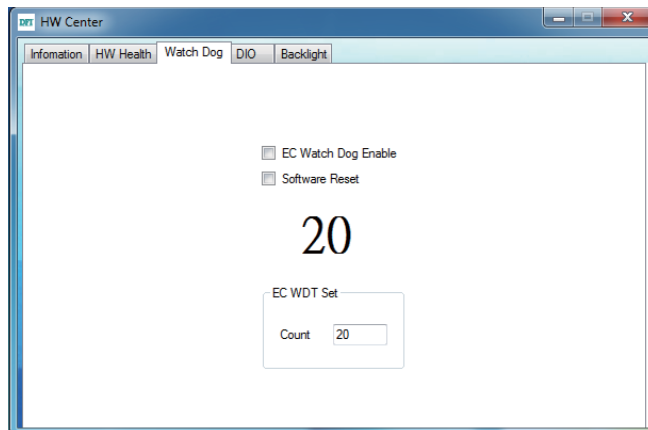 DFI HW Center
Infomation HW Health Watch Dog DIO Backlight
EC Watch Dog Enable
Software Reset
20
EC WDT Set
Count 20